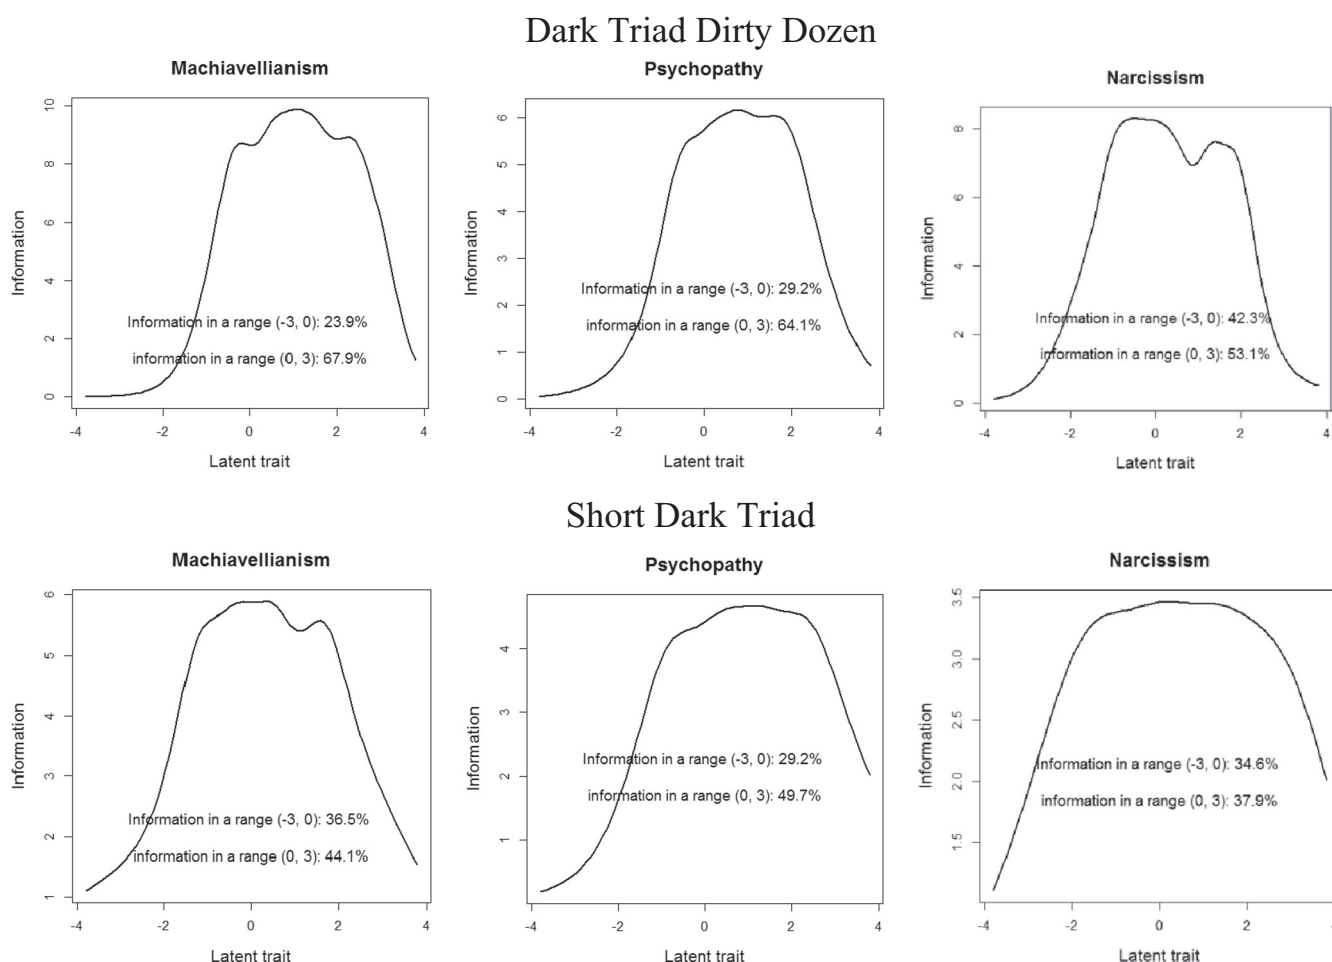 Dark Triad Dirty Dozen
Machiavellianism
Information
10
8
6
4
2
0
Information in a range (-3, 0): 23.9%
information in a range (0, 3): 67.9%
-4
-2
0
2
4
Latent trait
Psychopathy
Information
6
5
4
3
2
1
0
Information in a range (-3, 0): 29.2%
information in a range (0, 3): 64.1%
-4
-2
0
2
4
Latent trait
Narcissism
Information
8
6
4
2
0
Information in a range (-3, 0): 42.3%
information in a range (0, 3): 53.1%
-4
-2
0
2
4
Latent trait
Short Dark Triad
Machiavellianism
Information
6
5
4
3
2
1
Information in a range (-3, 0): 36.5%
information in a range (0, 3): 44.1%
-4
-2
0
2
4
Latent trait
Psychopathy
Information
4
3
2
1
Information in a range (-3, 0): 29.2%
information in a range (0, 3): 49.7%
-4
-2
0
2
4
Latent trait
Narcissism
Information
3.5
3.0
2.5
2.0
1.5
Information in a range (-3, 0): 34.6%
information in a range (0, 3): 37.9%
-4
-2
0
2
Latent trait